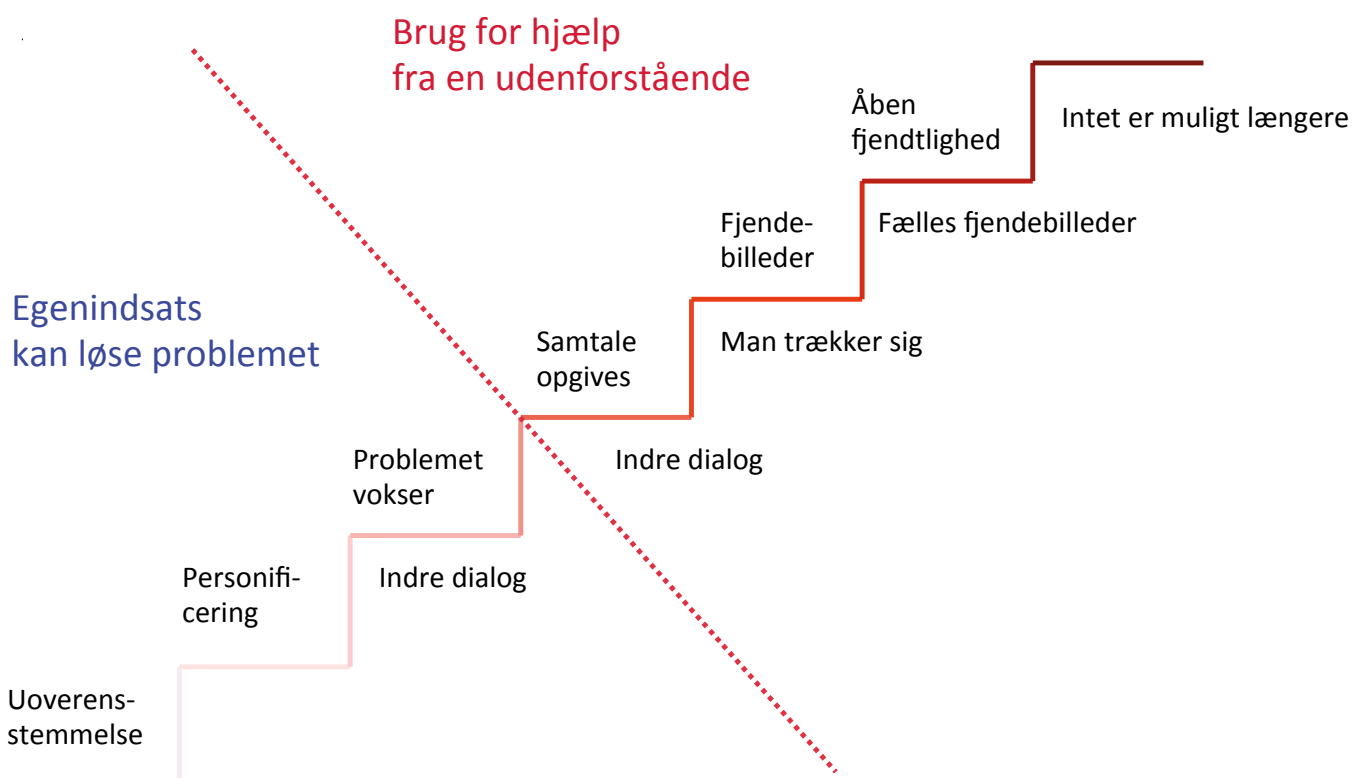 Brug for hjælp
fra en udenforstående
Åben
fjendtlighed
Intet er muligt længere
Fjende-
billeder
Fælles fjendebilleder
Egenindsats
kan løse problemet
Samtale
opgives
Man trækker sig
Problemet
vokser
Indre dialog
Personifi-
cering
Indre dialog
Uoverens-
stemmelse